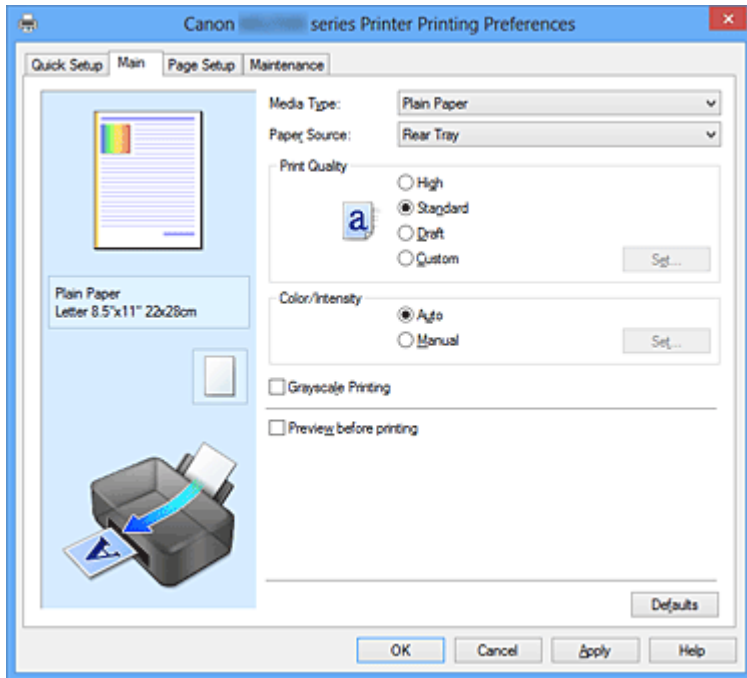 Canon series Printer Printing Preferences
Quick Setup Main Page Setup Maintenance
Media Type: Plain Paper
Paper Source: Rear Tray
Print Quality
High
a Standard
Draft
Custom Set...
Plain Paper
Letter 8.5"x11" 22x28cm
Color/Intensity
Auto
Manual Set...
Grayscale Printing
Preview before printing
A
Defaults
OK Cancel Apply Help